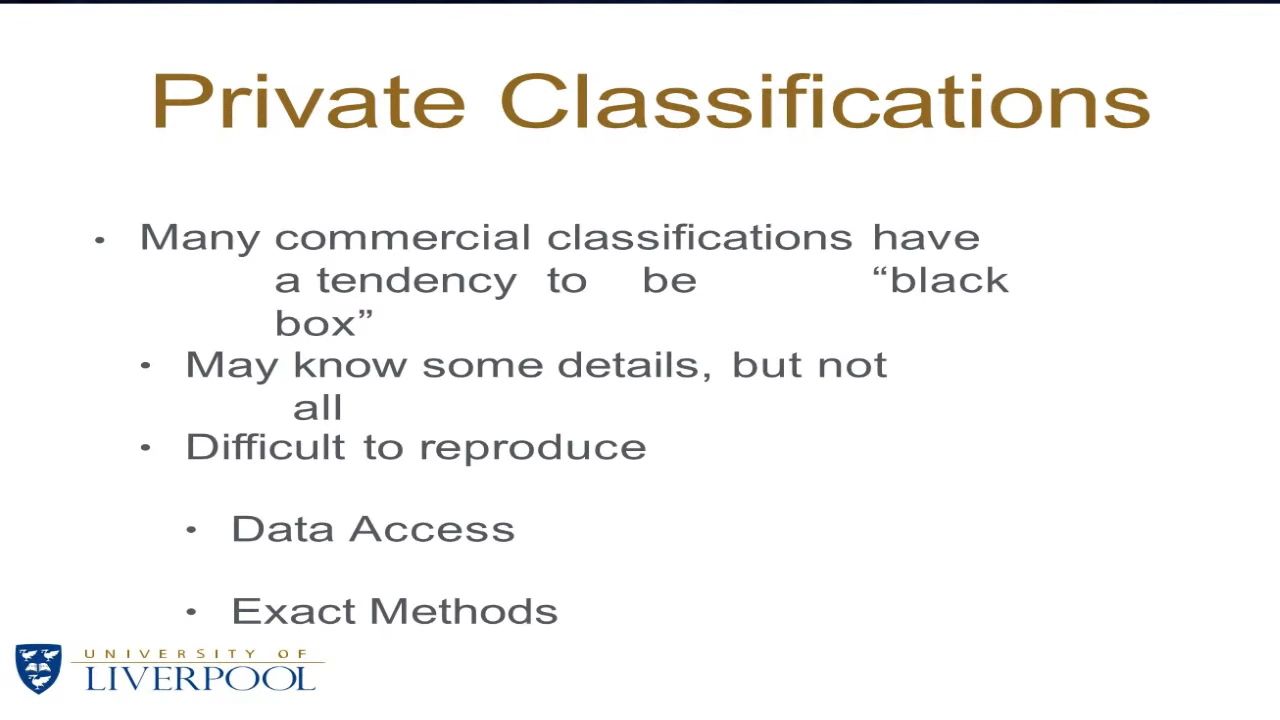 Private Classifications
• Many commercial classifications have
a tendency to be “black
box”
• May know some details, but not
all
• Difficult to reproduce
• Data Access
• Exact Methods
UNIVERSITY OF
LIVERPOOL